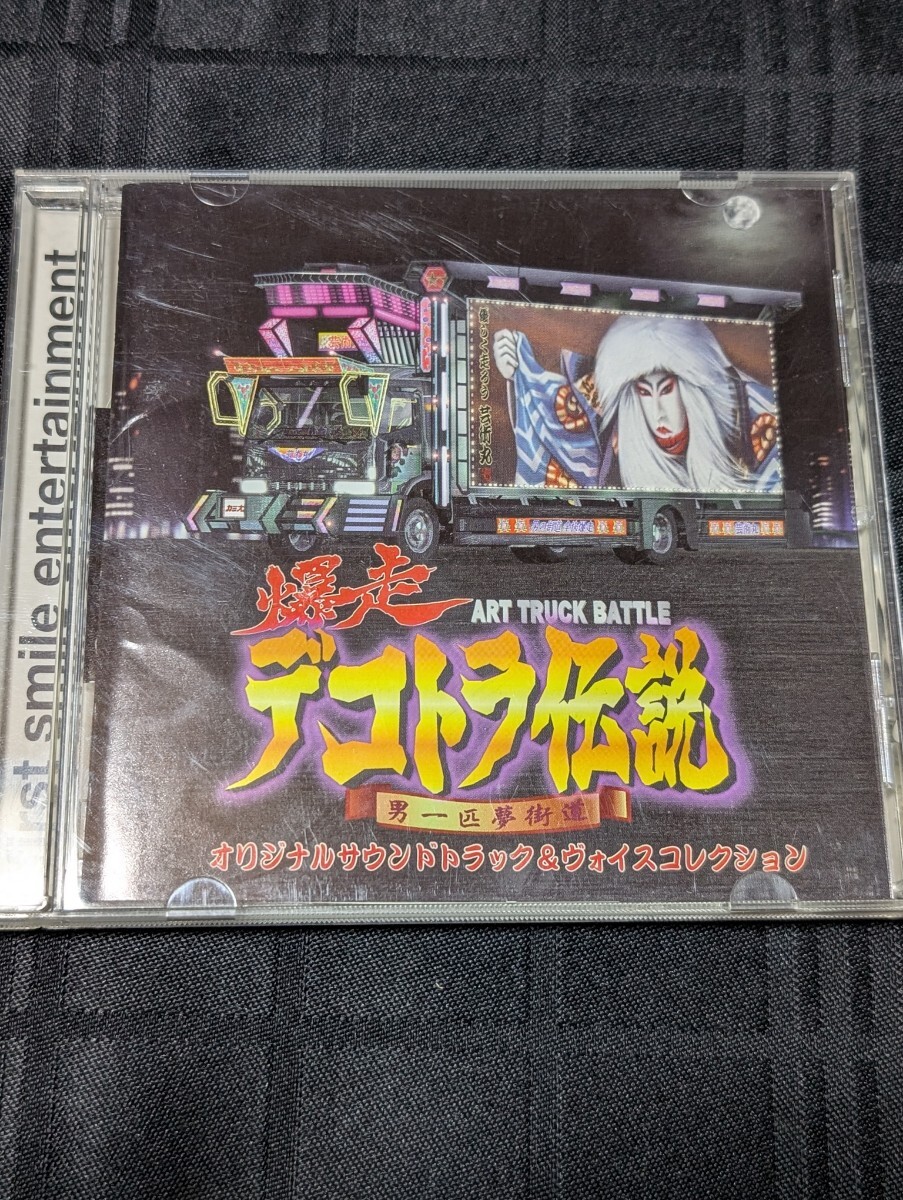 rst smile entertainment
爆走
ART TRUCK BATTLE
デコトラ伝説
男一匹夢街道
オリジナルサウンドトラック&ヴォイスコレクション